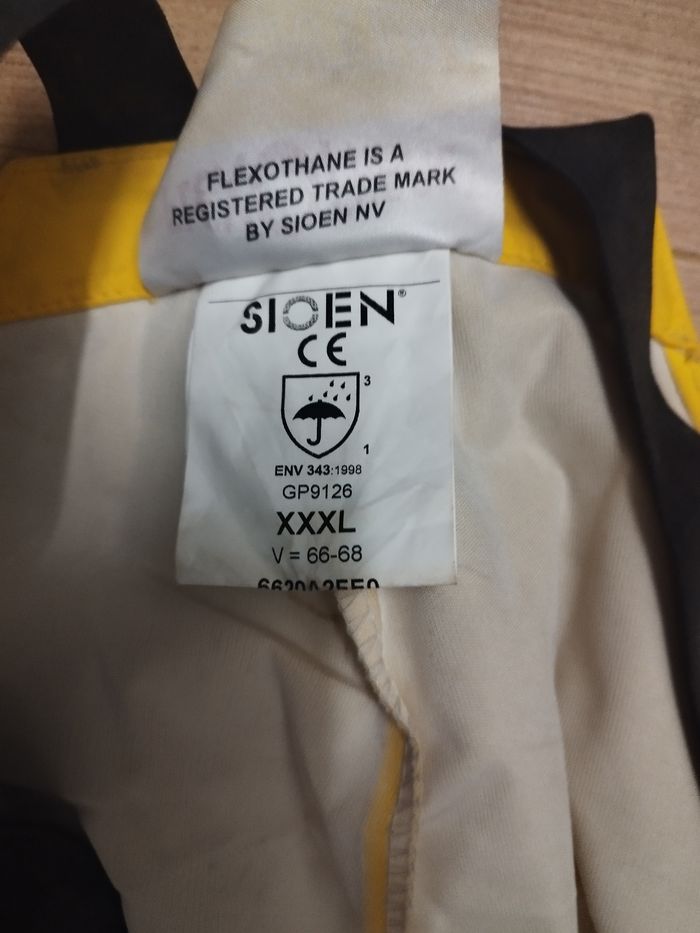 FLEXOTHANE IS A
REGISTERED TRADE MARK
BY SIOEN NV
SIOEN®
CE
3
1
ENV 343:1998
GP9126
XXXL
V = 66-68